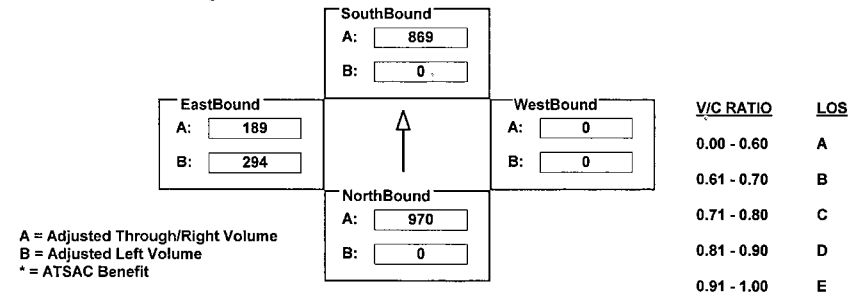 SouthBound
A: 869
B: 0
EastBound
A: 189
B: 294
WestBound
A: 0
B: 0
NorthBound
A: 970
B: 0
A = Adjusted Through/Right Volume
B = Adjusted Left Volume
* = ATSAC Benefit
V/C RATIO LOS
0.00 - 0.60 A
0.61 - 0.70 B
0.71 - 0.80 C
0.81 - 0.90 D
0.91 - 1.00 E